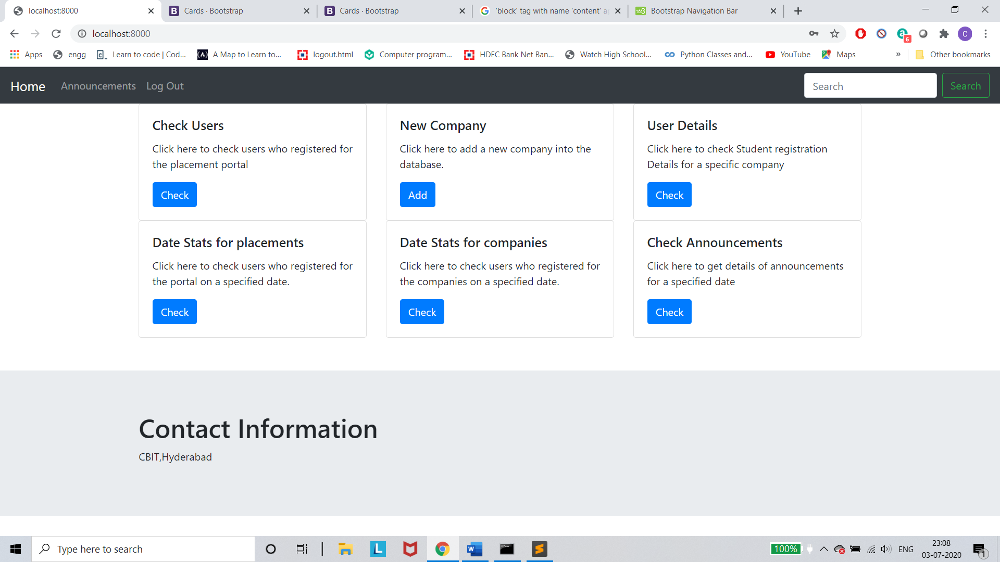 localhost:8000
Cards · Bootstrap
Cards · Bootstrap
'block' tag with name 'content' a
Bootstrap Navigation Bar
localhost:8000
6
C
Apps
engg
Learn to code | Cod...
A Map to Learn to...
logout.html
Computer program...
HDFC Bank Net Ban...
Watch High School...
Python Classes and...
YouTube
Maps
»
Other bookmarks
Home
Announcements
Log Out
Search
Search
Check Users
Click here to check users who registered for
the placement portal
Check
New Company
Click here to add a new company into the
database.
Add
User Details
Click here to check Student registration
Details for a specific company
Check
Date Stats for placements
Click here to check users who registered for
the portal on a specified date.
Check
Date Stats for companies
Click here to check users who registered for
the companies on a specified date.
Check
Check Announcements
Click here to get details of announcements
for a specified date
Check
Contact Information
CBIT,Hyderabad
Type here to search
100%
ENG
23:08
03-07-2020
1